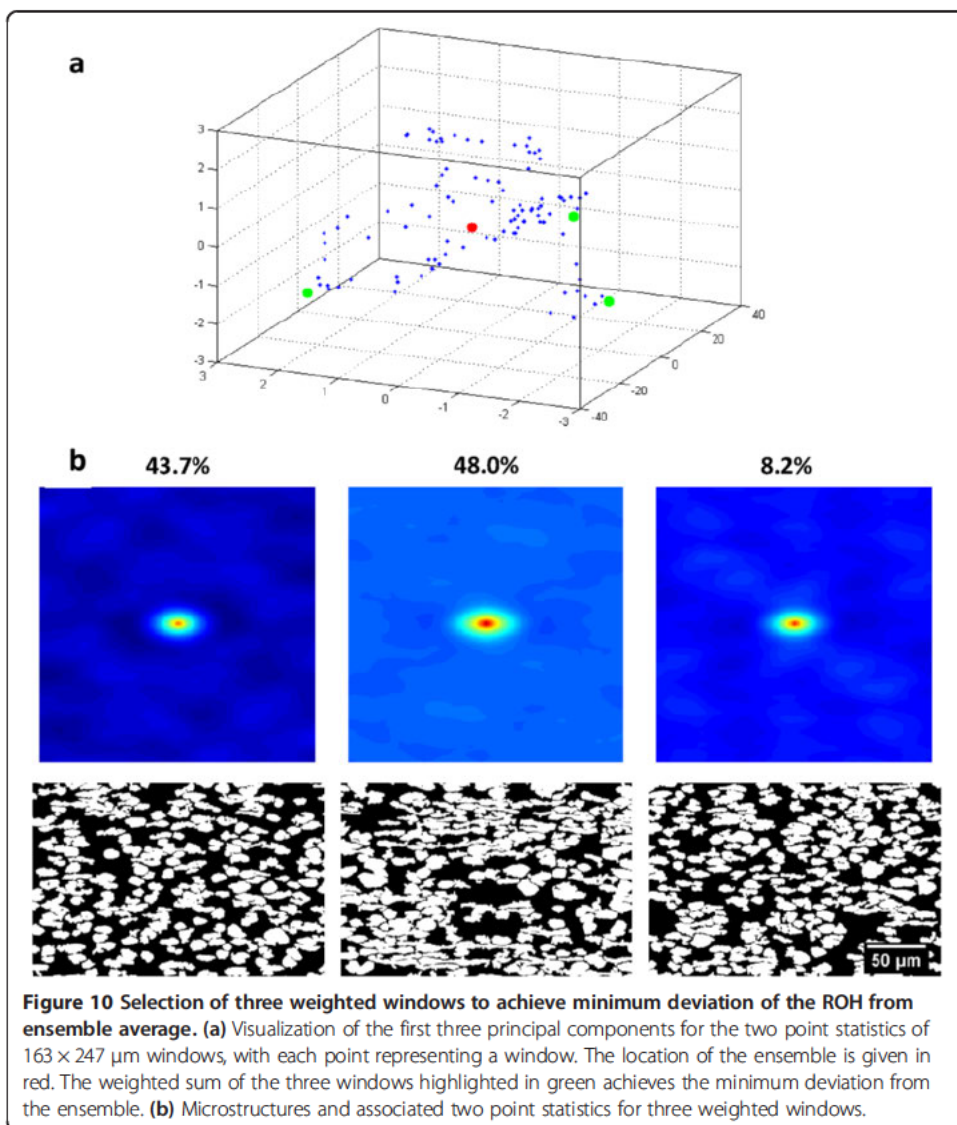 a
3
2
1
0
-1
-2
-3
3
2
1
0
-1
-2
-3
-40
-20
0
20
40
b
43.7% 48.0% 8.2%
50 μm
Figure 10 Selection of three weighted windows to achieve minimum deviation of the ROH from
ensemble average. (a) Visualization of the first three principal components for the two point statistics of
163 × 247 μm windows, with each point representing a window. The location of the ensemble is given in
red. The weighted sum of the three windows highlighted in green achieves the minimum deviation from
the ensemble. (b) Microstructures and associated two point statistics for three weighted windows.